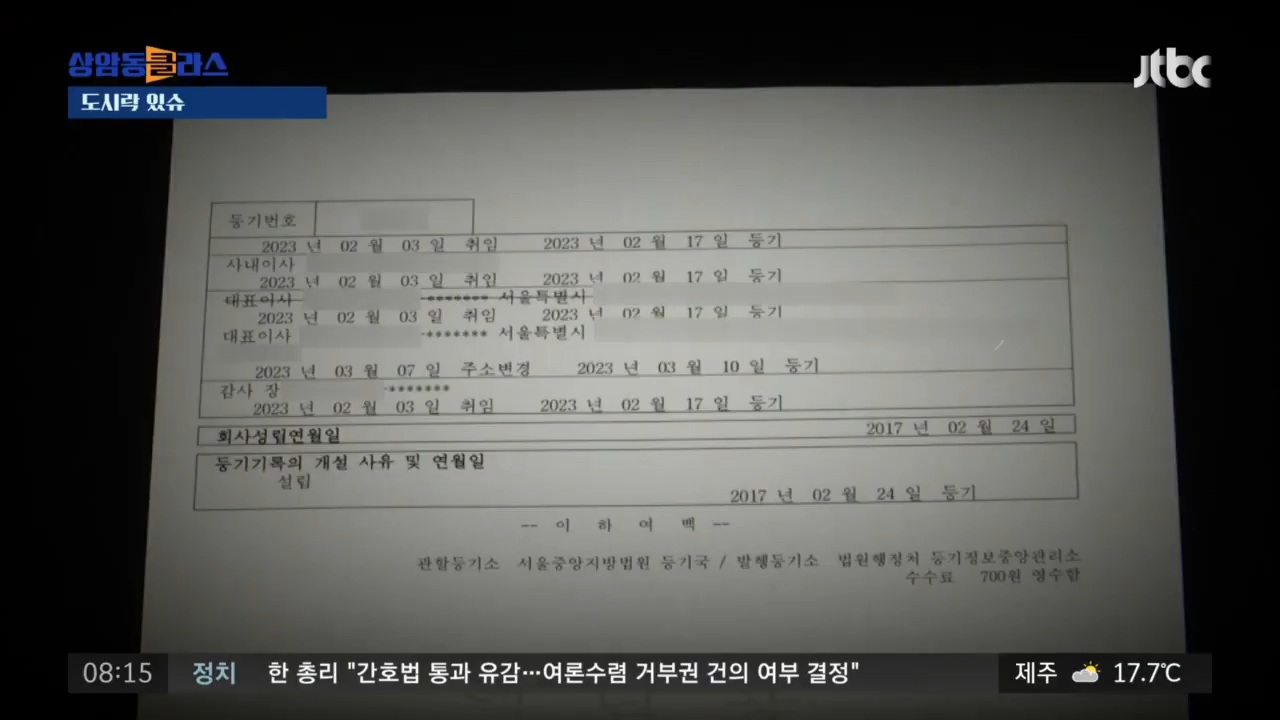 상암동클라스
jtbc
도시락 있슈
등기번호
2023 년 02 월 03 일 취임 2023 년 02 월 17 일 등기
사내이사
2023 년 02 월 03 일 취임 2023 년 02 월 17 일 등기
대표이사 -******* 서울특별시
2023 년 02 월 03 일 취임 2023 년 02 월 17 일 등기
대표이사 -******* 서울특별시
2023 년 03 월 07 일 주소변경 2023 년 03 월 10 일 등기
감사 장 -*******
2023 년 02 월 03 일 취임 2023 년 02 월 17 일 등기
회사성립연월일 2017 년 02 월 24 일
등기기록의 개설 사유 및 연월일
설립
2017 년 02 월 24 일 등기
-- 이 하 여 백 --
관할등기소 서울중앙지방법원 등기국 / 발행등기소 법원행정처 등기정보중앙관리소
수수료 700원 영수함
08:15 정치 한 총리 "간호법 통과 유감…여론수렴 거부권 건의 여부 결정" 제주 17.7℃